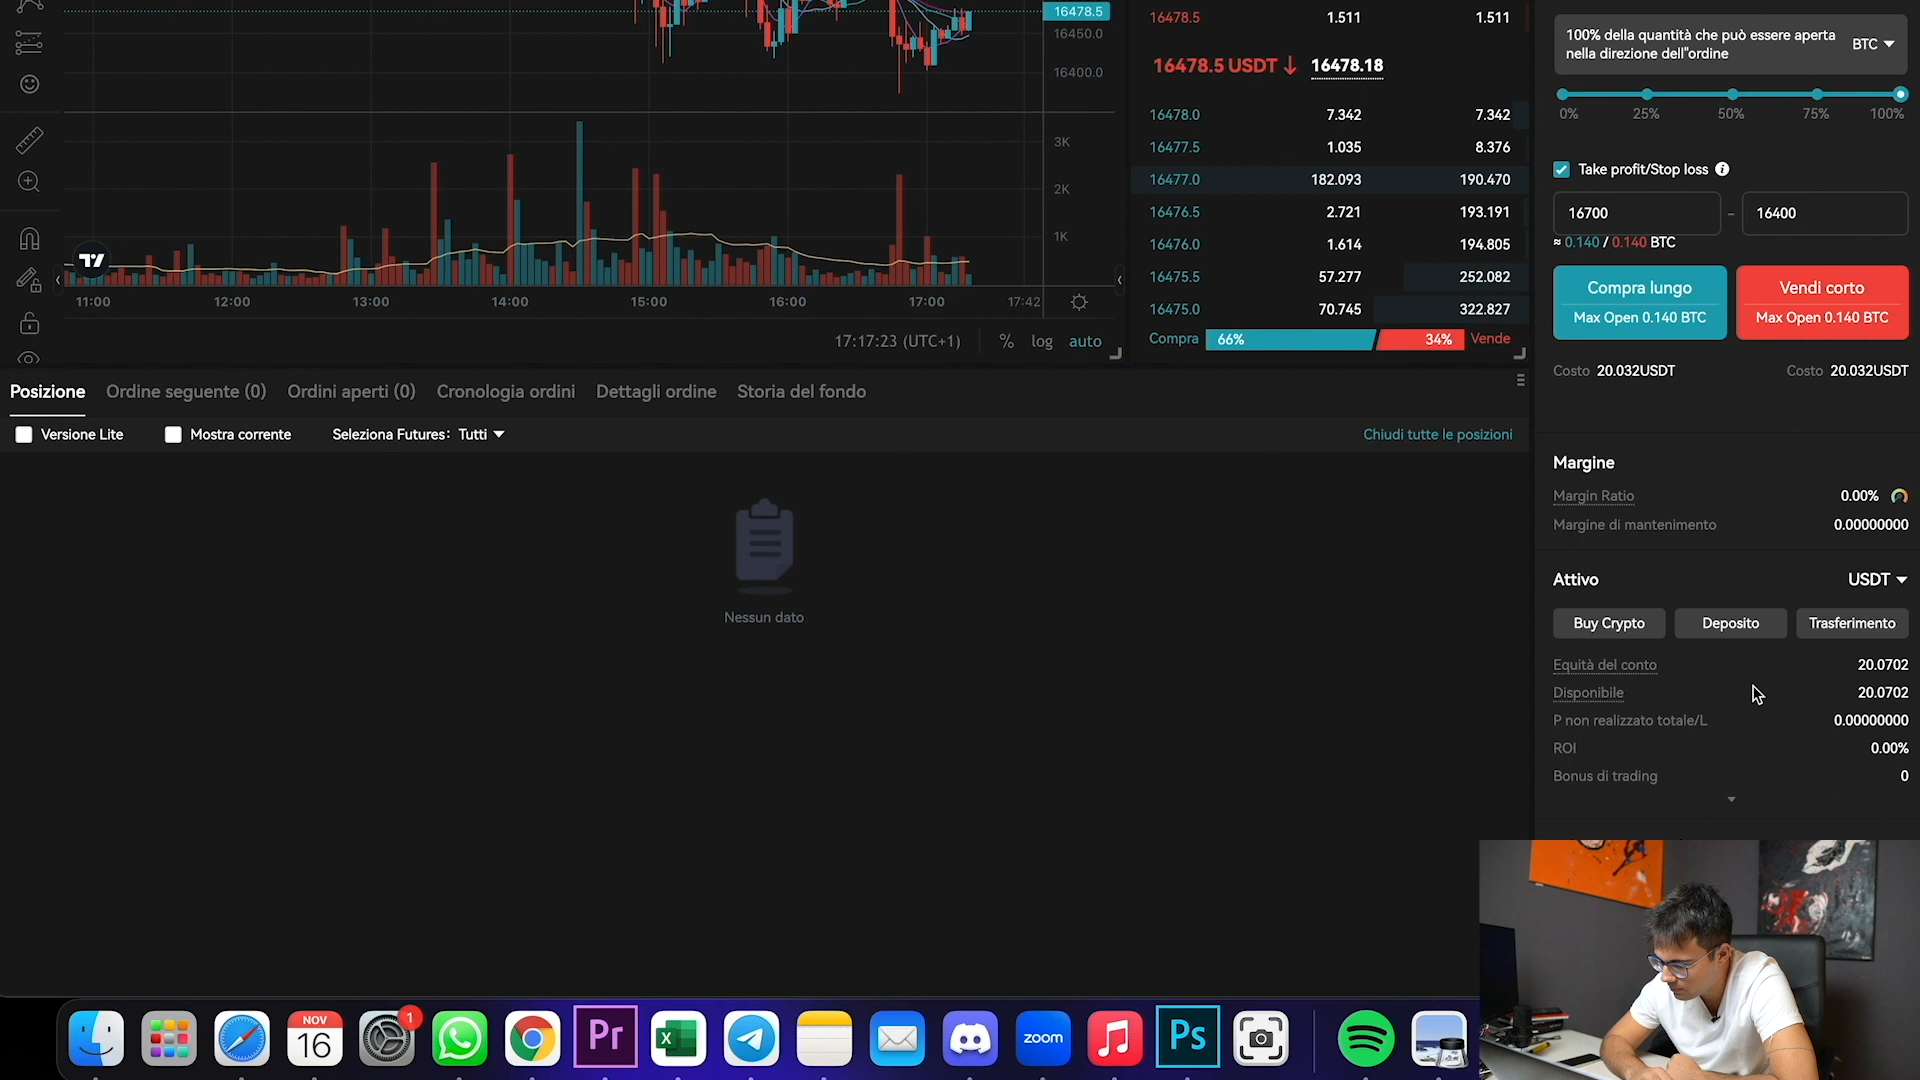 16478.5
16450.0
16400.0
3K
2K
1K
11:00 12:00 13:00 14:00 15:00 16:00 17:00 17:42
17:17:23 (UTC+1) % log auto
16478.5 1.511 1.511
16478.5 USDT↓ 16478.18
16478.0 7.342 7.342
16477.5 1.035 8.376
16477.0 182.093 190.470
16476.5 2.721 193.191
16476.0 1.614 194.805
16475.5 57.277 252.082
16475.0 70.745 322.827
Compra 66% 34% Vende
100% della quantità che può essere aperta
nella direzione dell"ordine
BTC
0% 25% 50% 75% 100%
Take profit/Stop loss
16700 - 16400
≈ 0.140 / 0.140 BTC
Compra lungo
Max Open 0.140 BTC
Vendi corto
Max Open 0.140 BTC
Costo 20.032USDT Costo 20.032USDT
Posizione Ordine seguente (0) Ordini aperti (0) Cronologia ordini Dettagli ordine Storia del fondo
Versione Lite Mostra corrente Seleziona Futures: Tutti Chiudi tutte le posizioni
Nessun dato
Margine
Margin Ratio 0.00%
Margine di mantenimento 0.00000000
Attivo USDT
Buy Crypto Deposito Trasferimento
Equità del conto 20.0702
Disponibile 20.0702
P non realizzato totale/L 0.00000000
ROI 0.00%
Bonus di trading 0
NOV
16
1
Pr
X
zoom
Ps